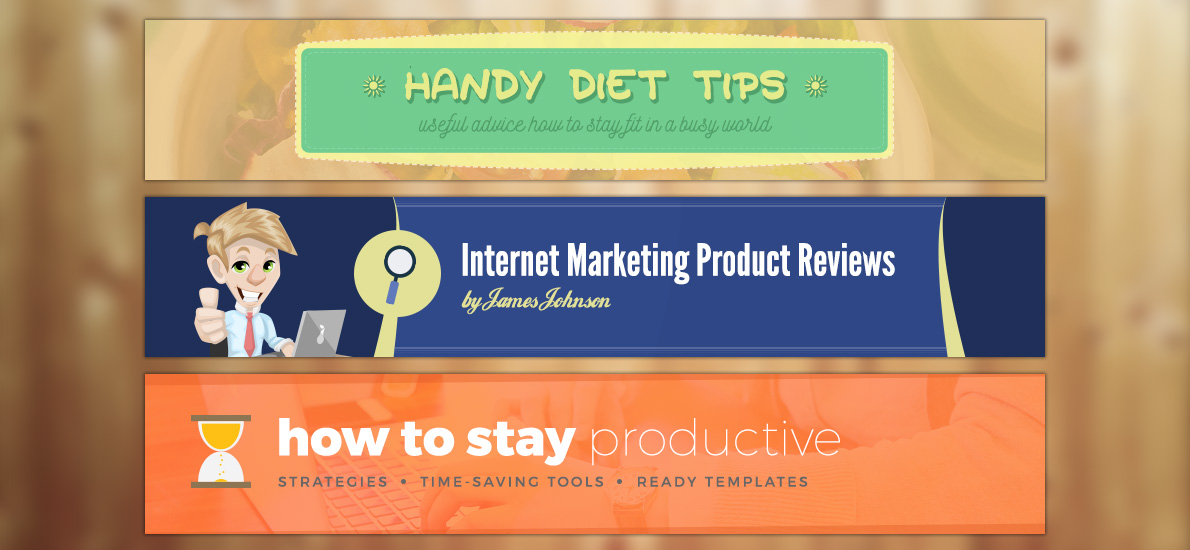 HANDY DIET TIPS
useful advice how to stay fit in a busy world
Internet Marketing Product Reviews
by James Johnson
how to stay productive
STRATEGIES • TIME-SAVING TOOLS • READY TEMPLATES